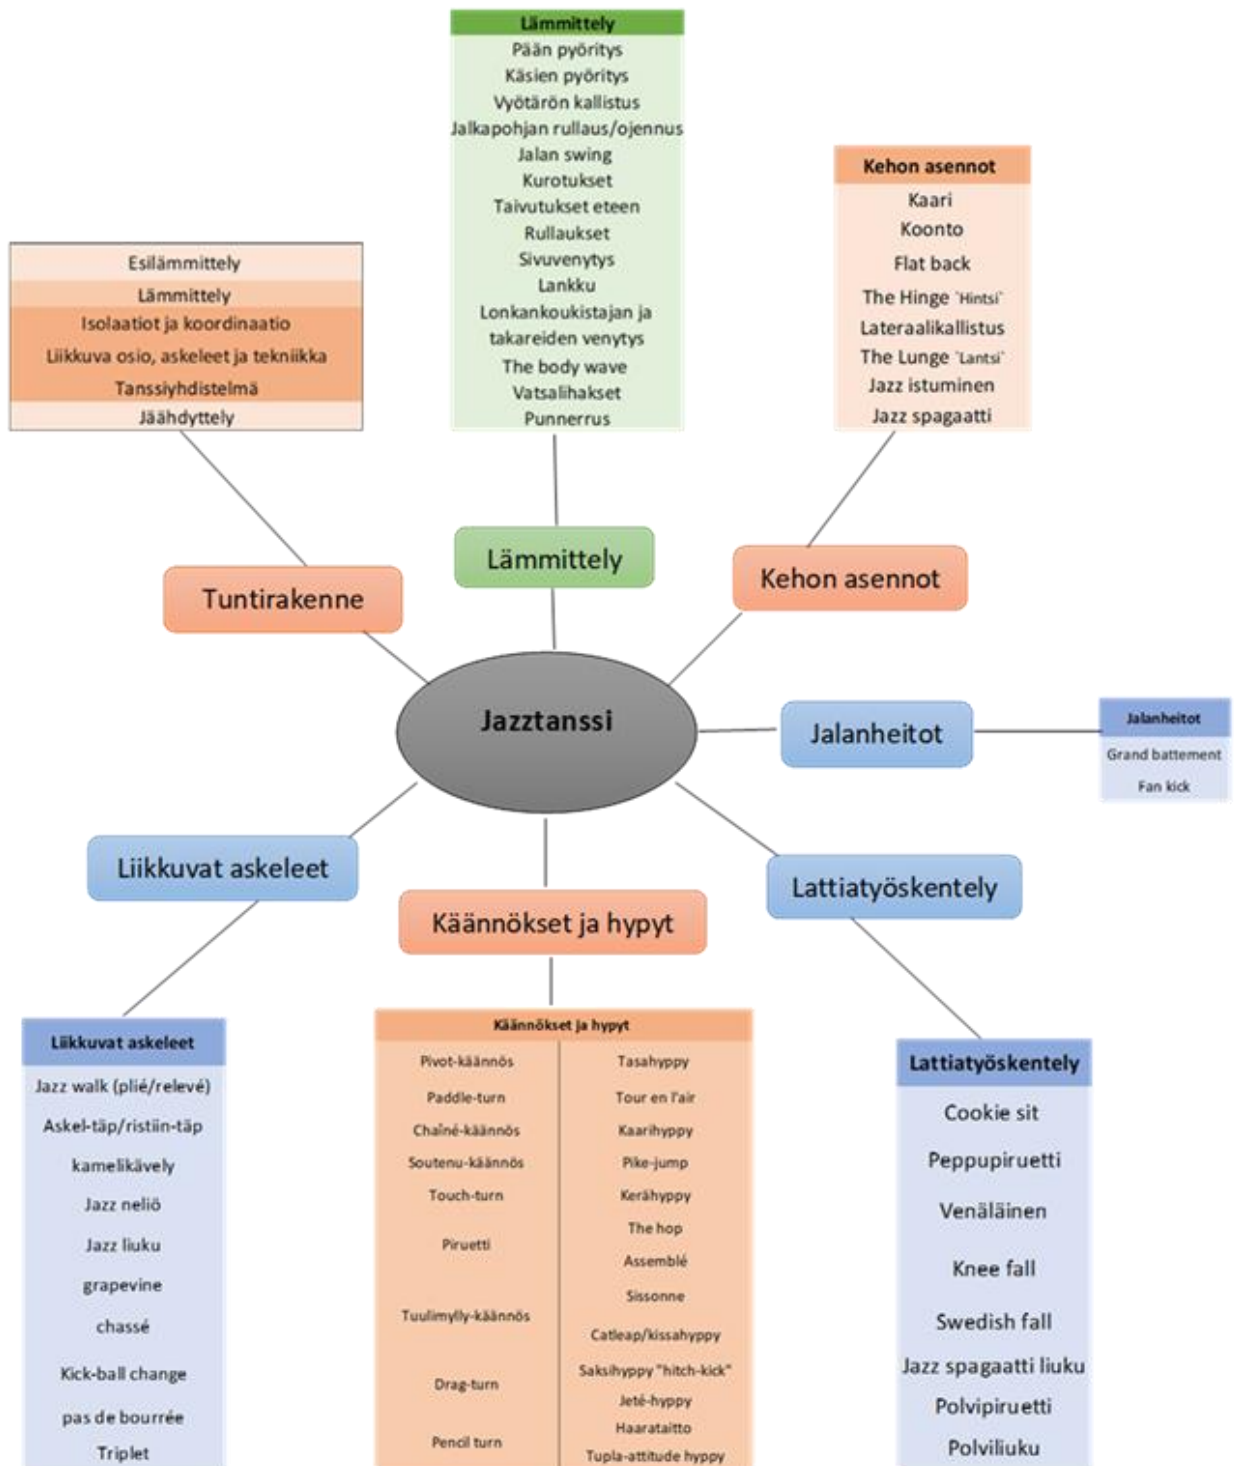 Lämmittely
Pään pyöritys
Käsien pyöritys
Vyötärön kallistus
Jalkapohjan rullaus/ojennus
Jalan swing
Kurotukset
Taivutukset eteen
Rullaukset
Sivuvenytys
Lankku
Lonkankoukistajan ja
takareiden venytys
The body wave
Vatsalihakset
Punnerrus
Kehon asennot
Kaari
Koonto
Flat back
The Hinge `Hintsi`
Lateraalikallistus
The Lunge `Lantsi`
Jazz istuminen
Jazz spagaatti
Esilämmittely
Lämmittely
Isolaatiot ja koordinaatio
Liikkuva osio, askeleet ja tekniikka
Tanssiyhdistelmä
Jäähdyttely
Tuntirakenne
Lämmittely
Kehon asennot
Jazztanssi
Jalanheitot
Jalanheitot
Grand battement
Fan kick
Liikkuvat askeleet
Käännökset ja hypyt
Lattiatyöskentely
Liikkuvat askeleet
Jazz walk (plié/relevé)
Askel-täp/ristiin-täp
kamelikävely
Jazz neliö
Jazz liuku
grapevine
chassé
Kick-ball change
pas de bourrée
Triplet
Käännökset ja hypyt
Pivot-käännös
Paddle-turn
Chaîné-käännös
Soutenu-käännös
Touch-turn
Piruetti
Tuulimylly-käännös
Drag-turn
Pencil turn
Tasahyppy
Tour en l'air
Kaarihyppy
Pike-jump
Kerähyppy
The hop
Assemblé
Sissonne
Catleap/kissahyppy
Saksihyppy "hitch-kick"
Jeté-hyppy
Haarataitto
Tupla-attitude hyppy
Lattiatyöskentely
Cookie sit
Peppupiruetti
Venäläinen
Knee fall
Swedish fall
Jazz spagaatti liuku
Polvipiruetti
Polviliuku